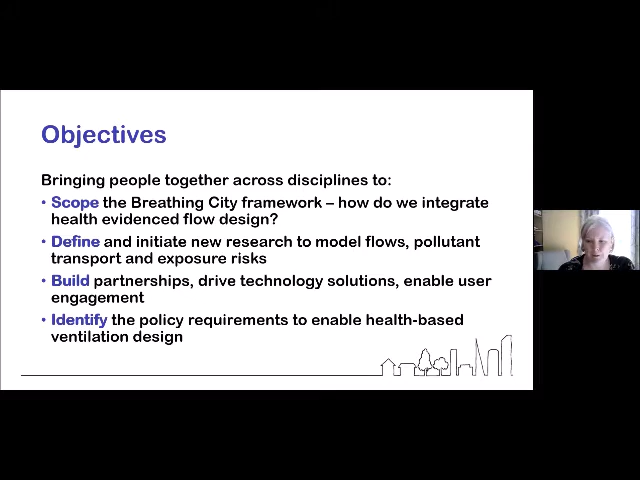 Objectives
Bringing people together across disciplines to:
• Scope the Breathing City framework – how do we integrate
health evidenced flow design?
• Define and initiate new research to model flows, pollutant
transport and exposure risks
• Build partnerships, drive technology solutions, enable user
engagement
• Identify the policy requirements to enable health-based
ventilation design